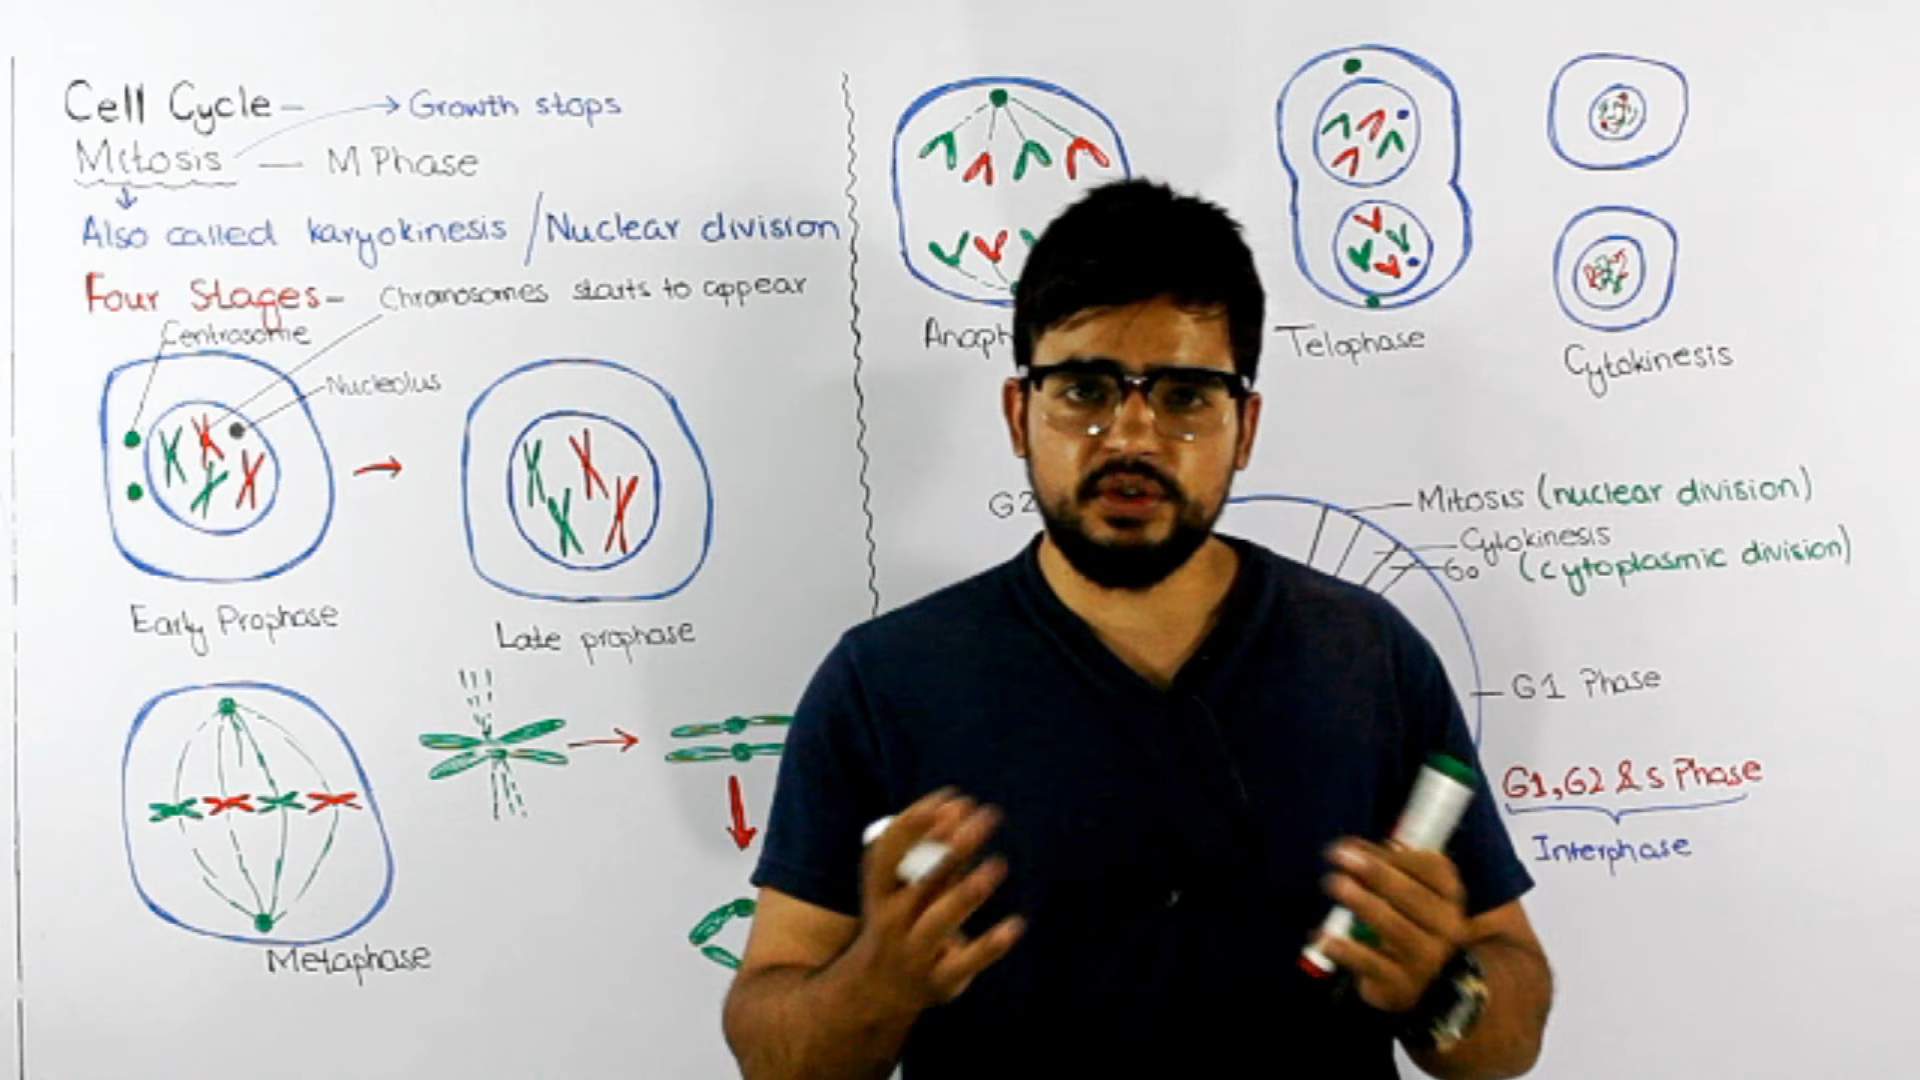 Cell Cycle –
→ Growth stops
Mitosis — M Phase
Also called karyokinesis / Nuclear division
Four Stages – Chromosomes starts to appear
Centrosome
Nucleolus
Early Prophase
Late prophase
Metaphase
Anaph
Telophase
Cytokinesis
G2
Mitosis (nuclear division)
Cytokinesis
(cytoplasmic division)
G0
G1 Phase
G1, G2 & S Phase
Interphase